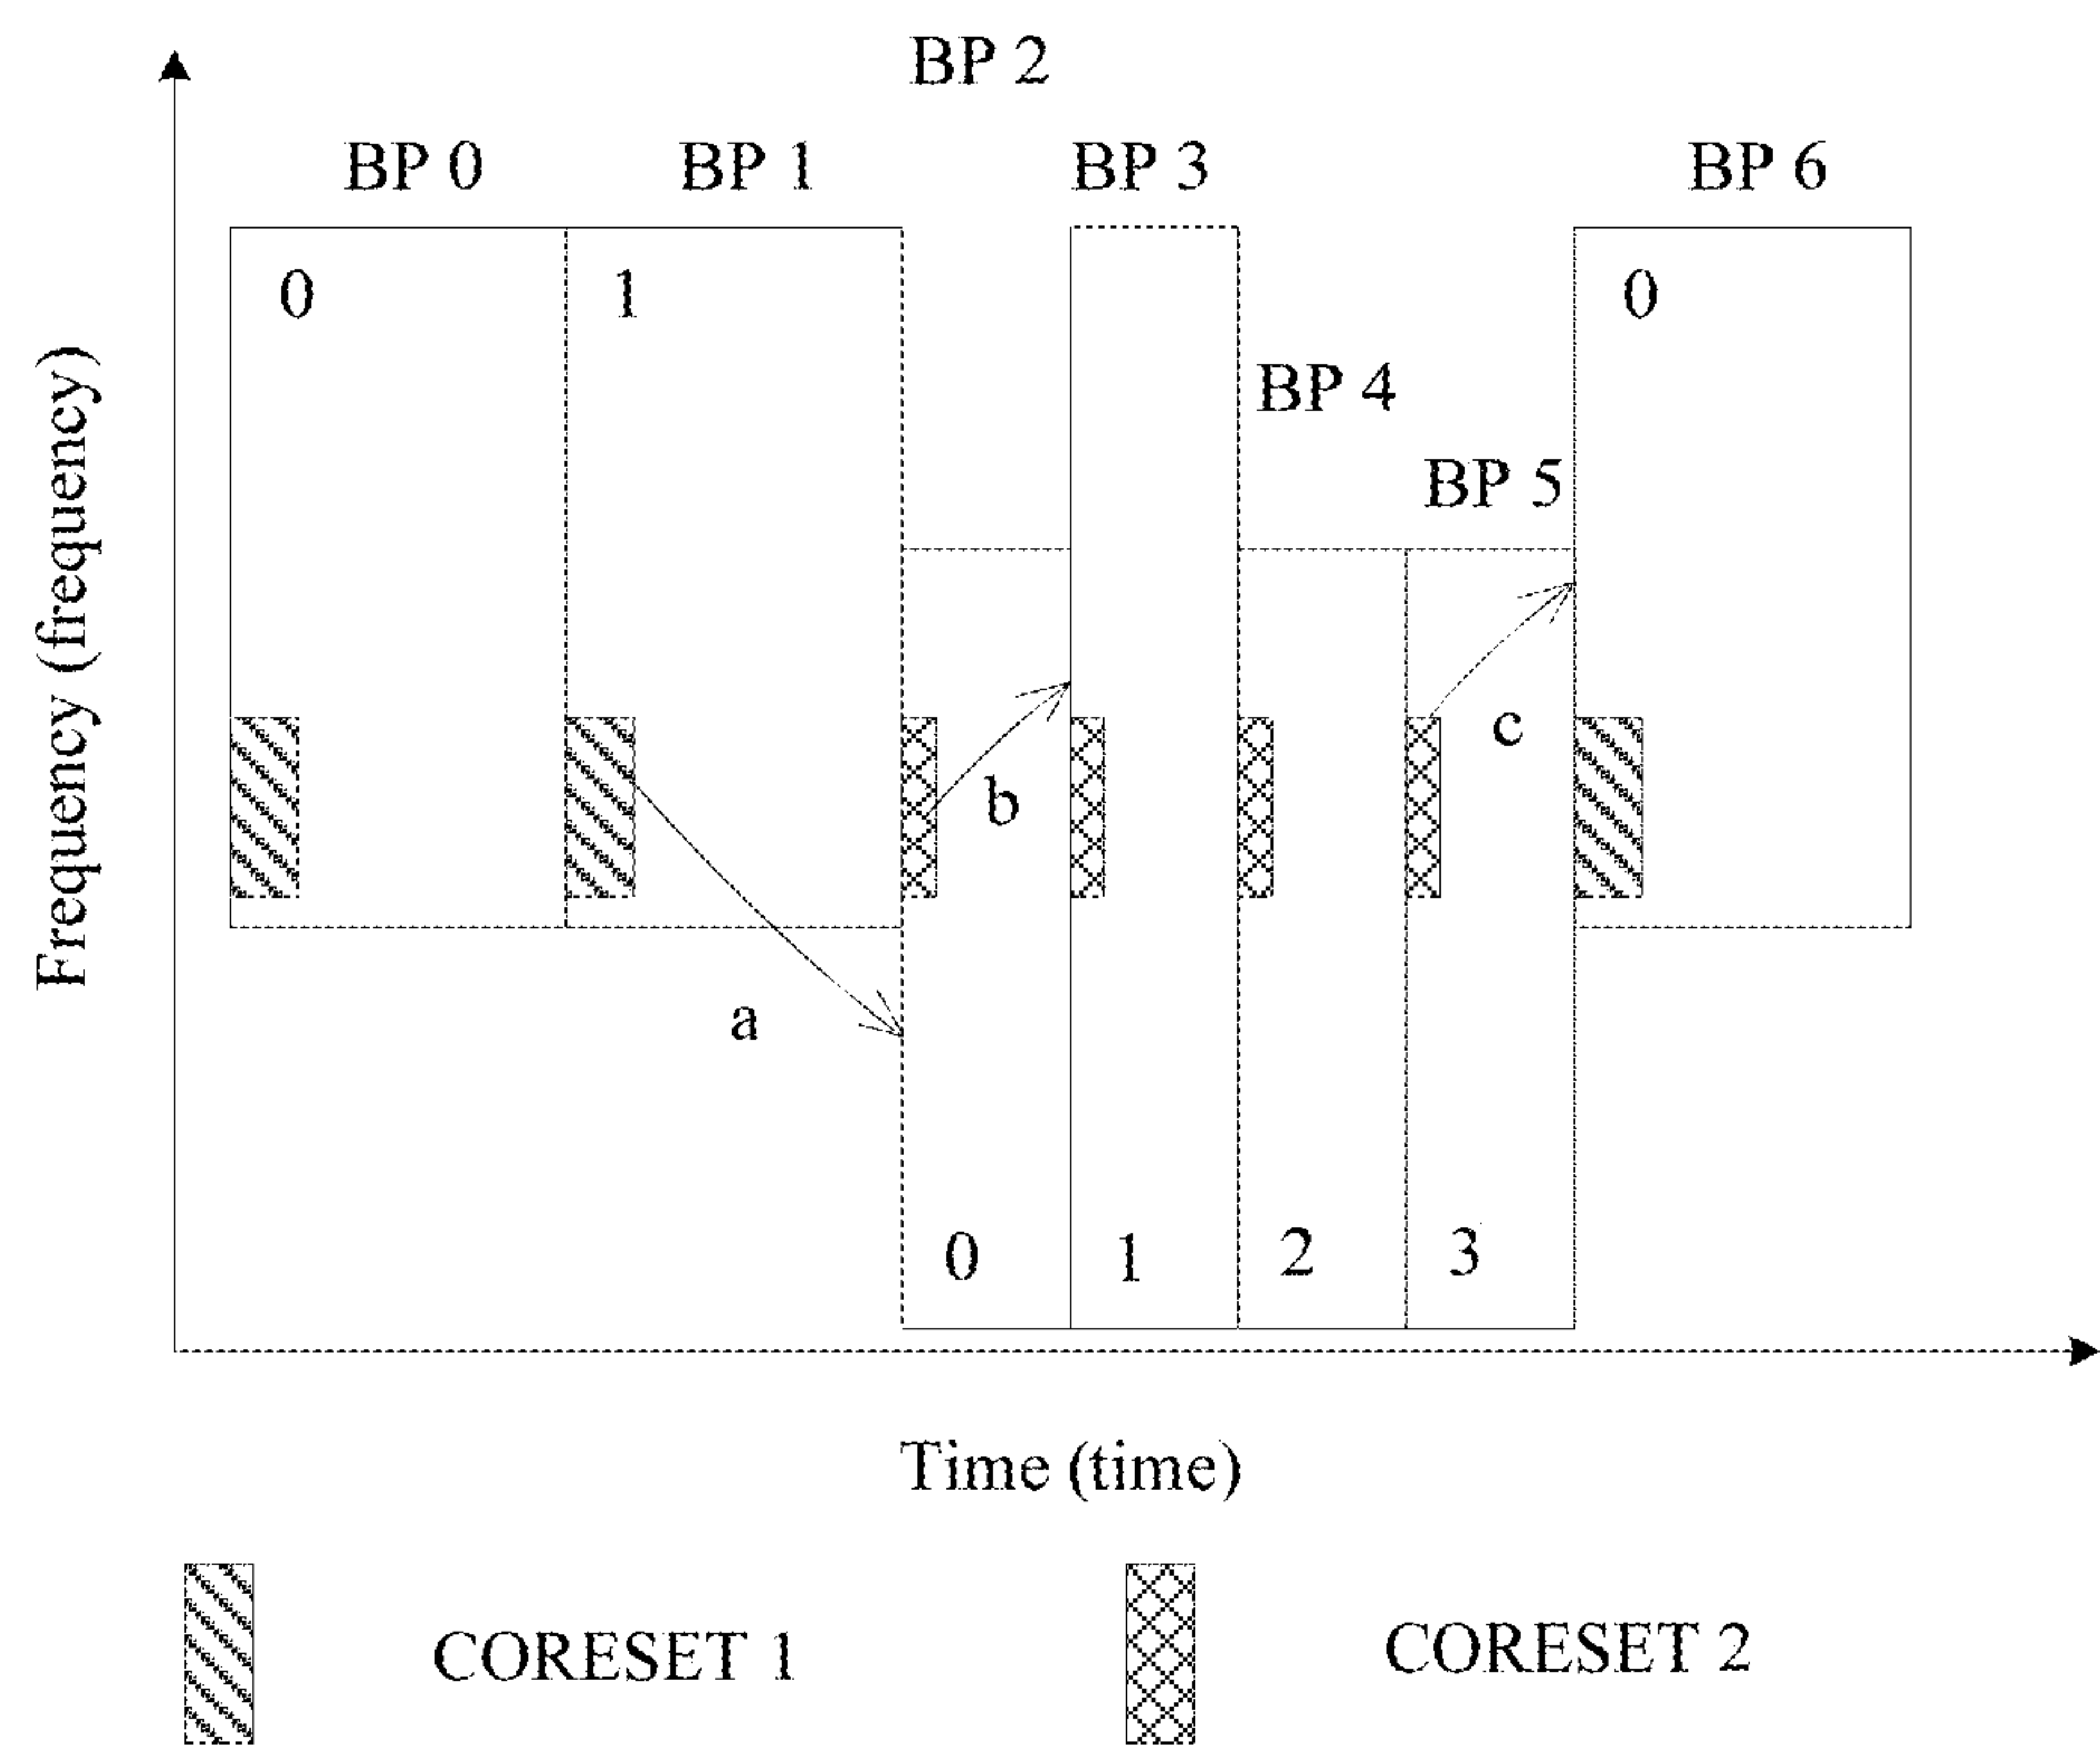 BP 2
BP 0
BP 1
BP 3
BP 6
0
1
0
BP 4
BP 5
Frequency (frequency)
c
b
a
0
1
2
3
Time (time)
CORESET 1
CORESET 2